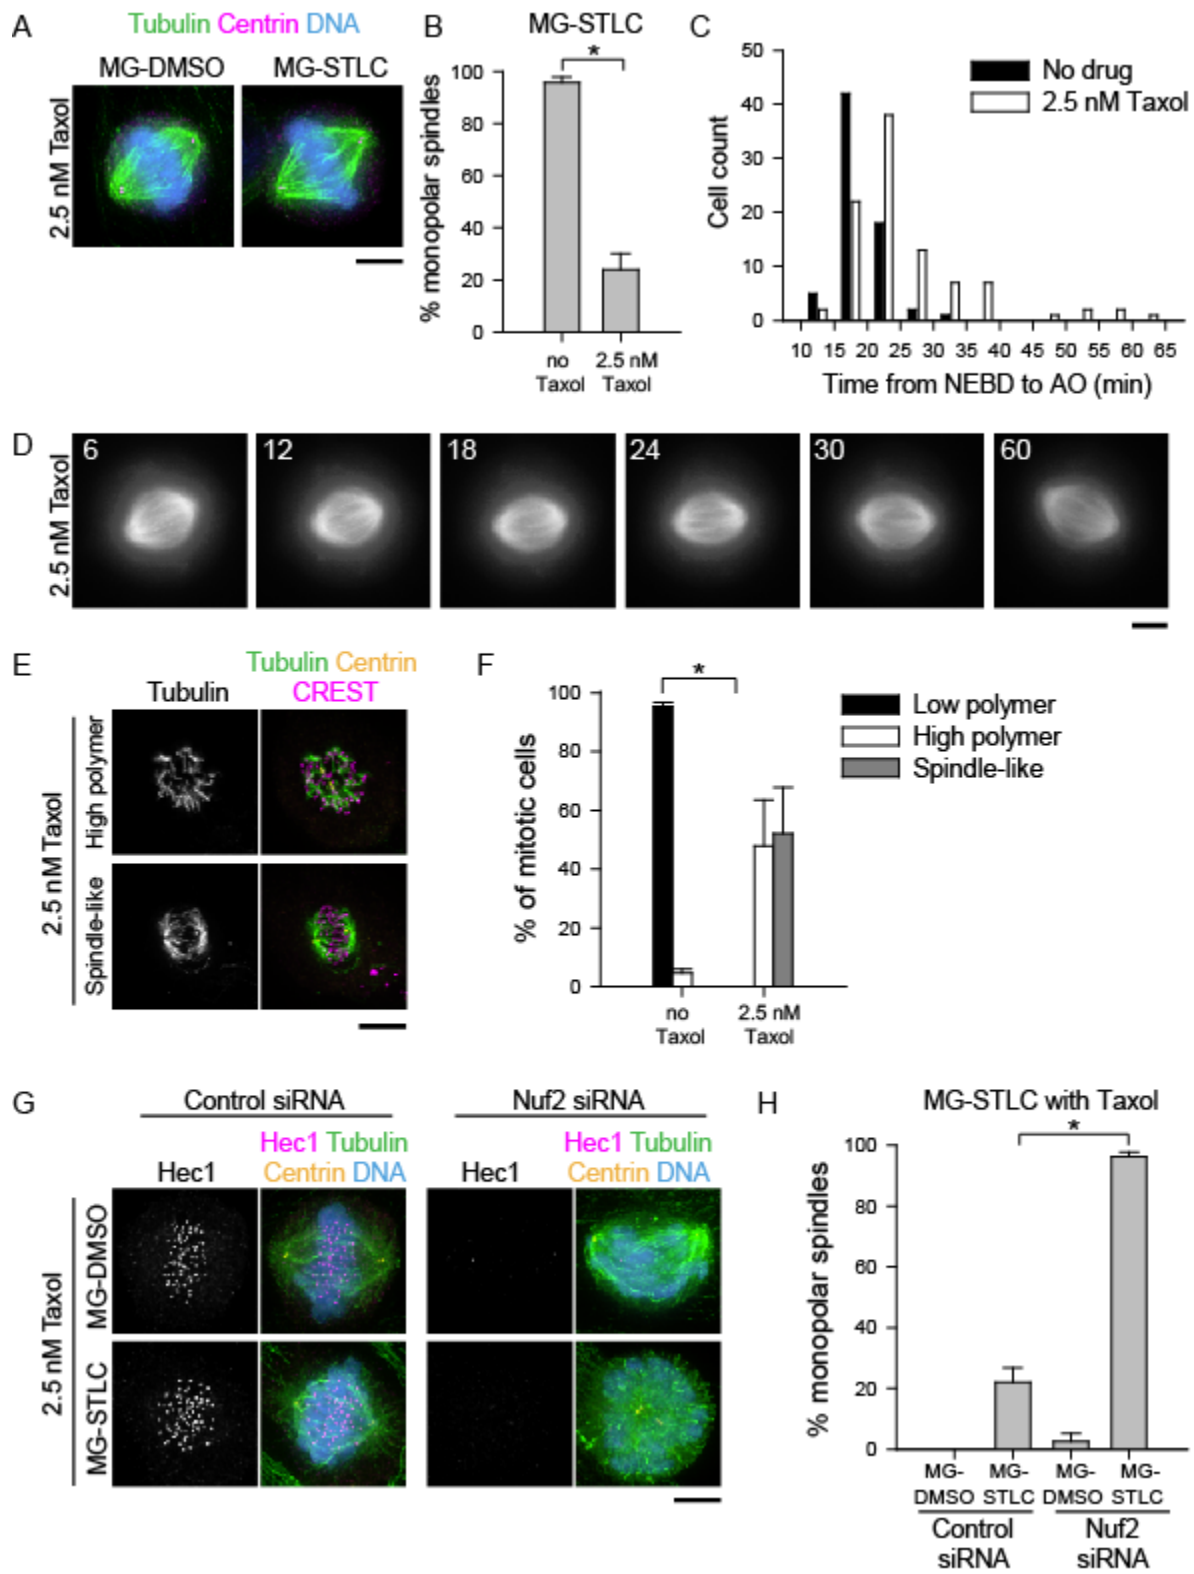 A
Tubulin Centrin DNA
MG-DMSO
MG-STLC
2.5 nM Taxol
B
MG-STLC
*
% monopolar spindles
100
80
60
40
20
0
no
Taxol
2.5 nM
Taxol
C
50
40
30
20
10
0
Cell count
No drug
2.5 nM Taxol
10 15 20 25 30 35 40 45 50 55 60 65
Time from NEBD to AO (min)
D
2.5 nM Taxol
6
12
18
24
30
60
E
Tubulin
Tubulin Centrin
CREST
2.5 nM Taxol
High polymer
Spindle-like
F
*
% of mitotic cells
100
80
60
40
20
0
no
Taxol
2.5 nM
Taxol
Low polymer
High polymer
Spindle-like
G
Control siRNA
Nuf2 siRNA
Hec1
Hec1 Tubulin
Centrin DNA
Hec1
Hec1 Tubulin
Centrin DNA
2.5 nM Taxol
MG-DMSO
MG-STLC
H
MG-STLC with Taxol
*
% monopolar spindles
100
80
60
40
20
0
MG-
DMSO
MG-
STLC
MG-
DMSO
MG-
STLC
Control
siRNA
Nuf2
siRNA